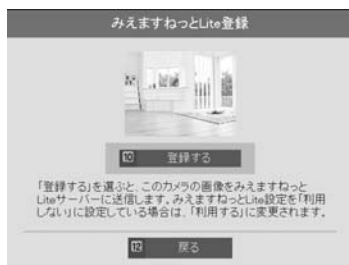 みえますねっとLite登録
10 登録する
「登録する」を選ぶと、このカメラの画像をみえますねっと
Liteサーバーに送信します。みえますねっとLite設定を「利用
しない」に設定している場合は、「利用する」に変更されます。
12 戻る